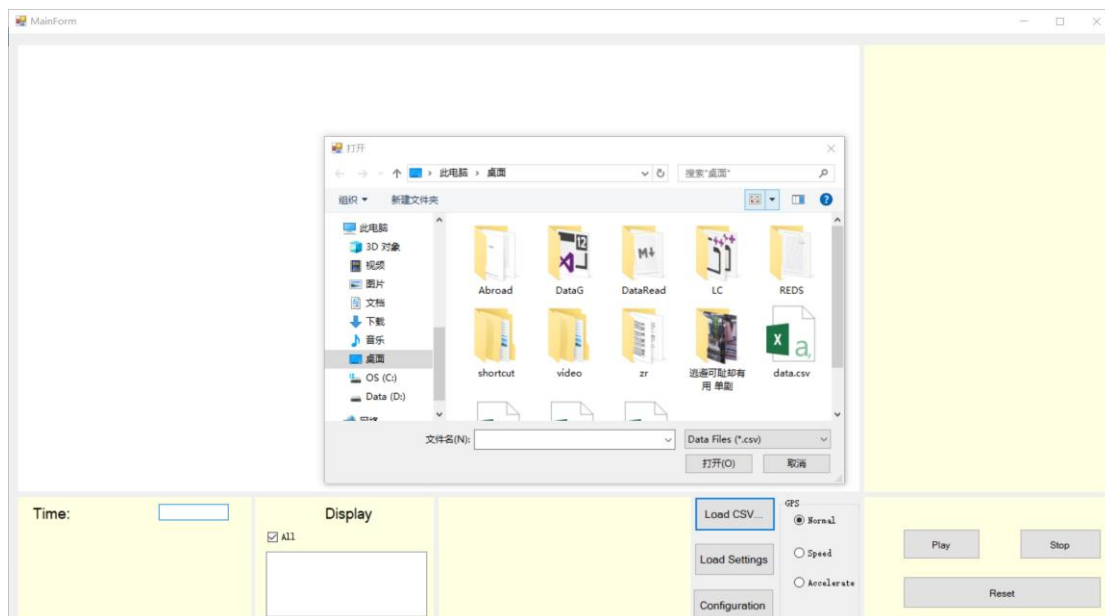 MainForm
打开
此电脑 › 桌面
搜索"桌面"
组织
新建文件夹
此电脑
3D 对象
视频
图片
文档
下载
音乐
桌面
OS (C:)
Data (D:)
网络
Abroad
DataG
DataRead
LC
REDS
shortcut
video
zr
逃避可耻却有
用 单刷
data.csv
文件名(N):
Data Files (*.csv)
打开(O)
取消
Time:
Display
All
Load CSV...
Load Settings
Configuration
GPS
Normal
Speed
Accelerate
Play
Stop
Reset